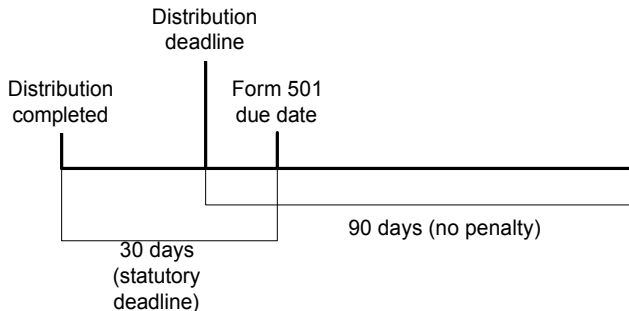 Distribution
deadline
Distribution
completed
Form 501
due date
90 days (no penalty)
30 days
(statutory
deadline)